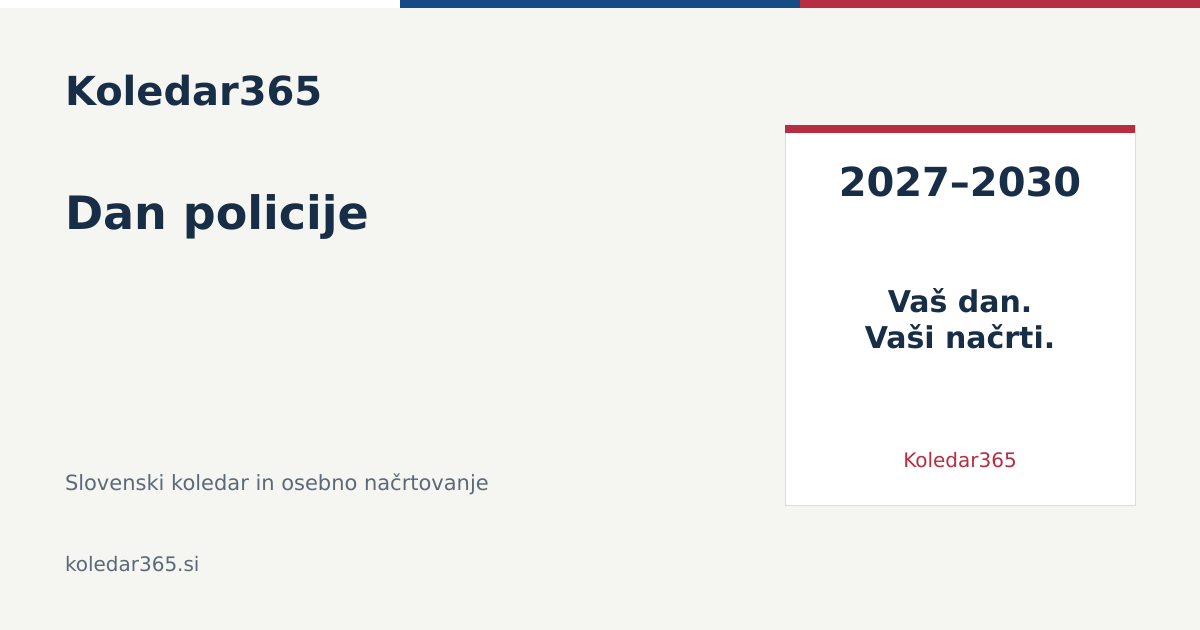 Koledar365
Dan policije
Slovenski koledar in osebno načrtovanje
koledar365.si
2027–2030
Vaš dan.
Vaši načrti.
Koledar365